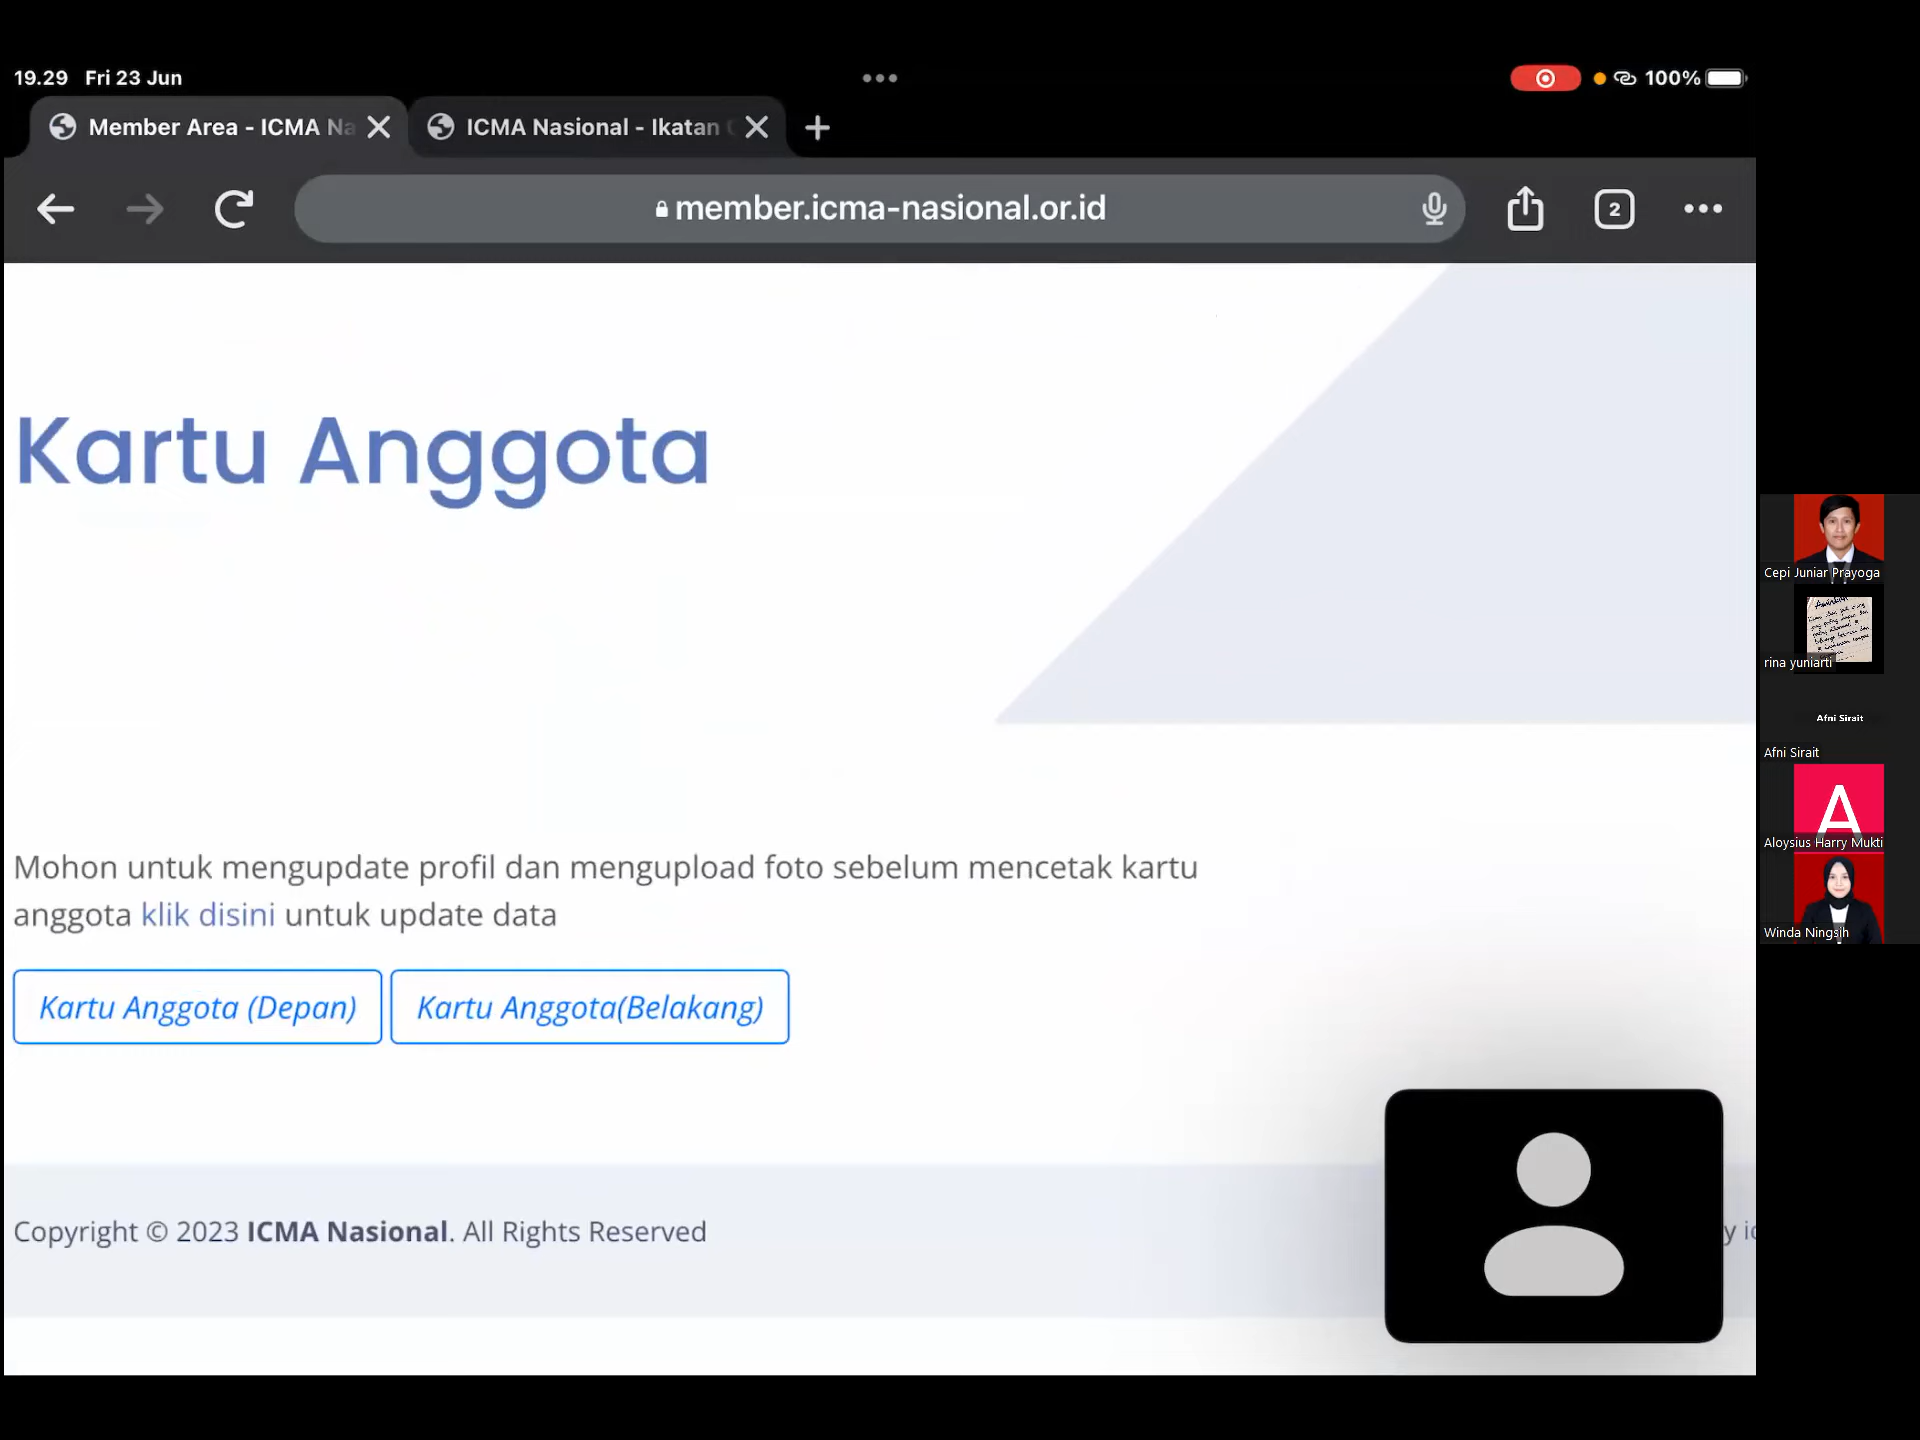 19.29 Fri 23 Jun
100%
Member Area - ICMA Na
ICMA Nasional - Ikatan
member.icma-nasional.or.id
2
Kartu Anggota
Mohon untuk mengupdate profil dan mengupload foto sebelum mencetak kartu
anggota klik disini untuk update data
Kartu Anggota (Depan)
Kartu Anggota(Belakang)
Copyright © 2023 ICMA Nasional. All Rights Reserved
Cepi Juniar Prayoga
rina yuniarti
Afni Sirait
Afni Sirait
A
Aloysius Harry Mukti
Winda Ningsih